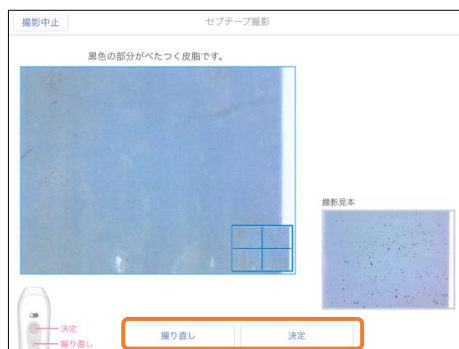 撮影中止
セブテープ撮影
黒色の部分がべたつく皮脂です。
撮影見本
決定
撮り直し
撮り直し
決定